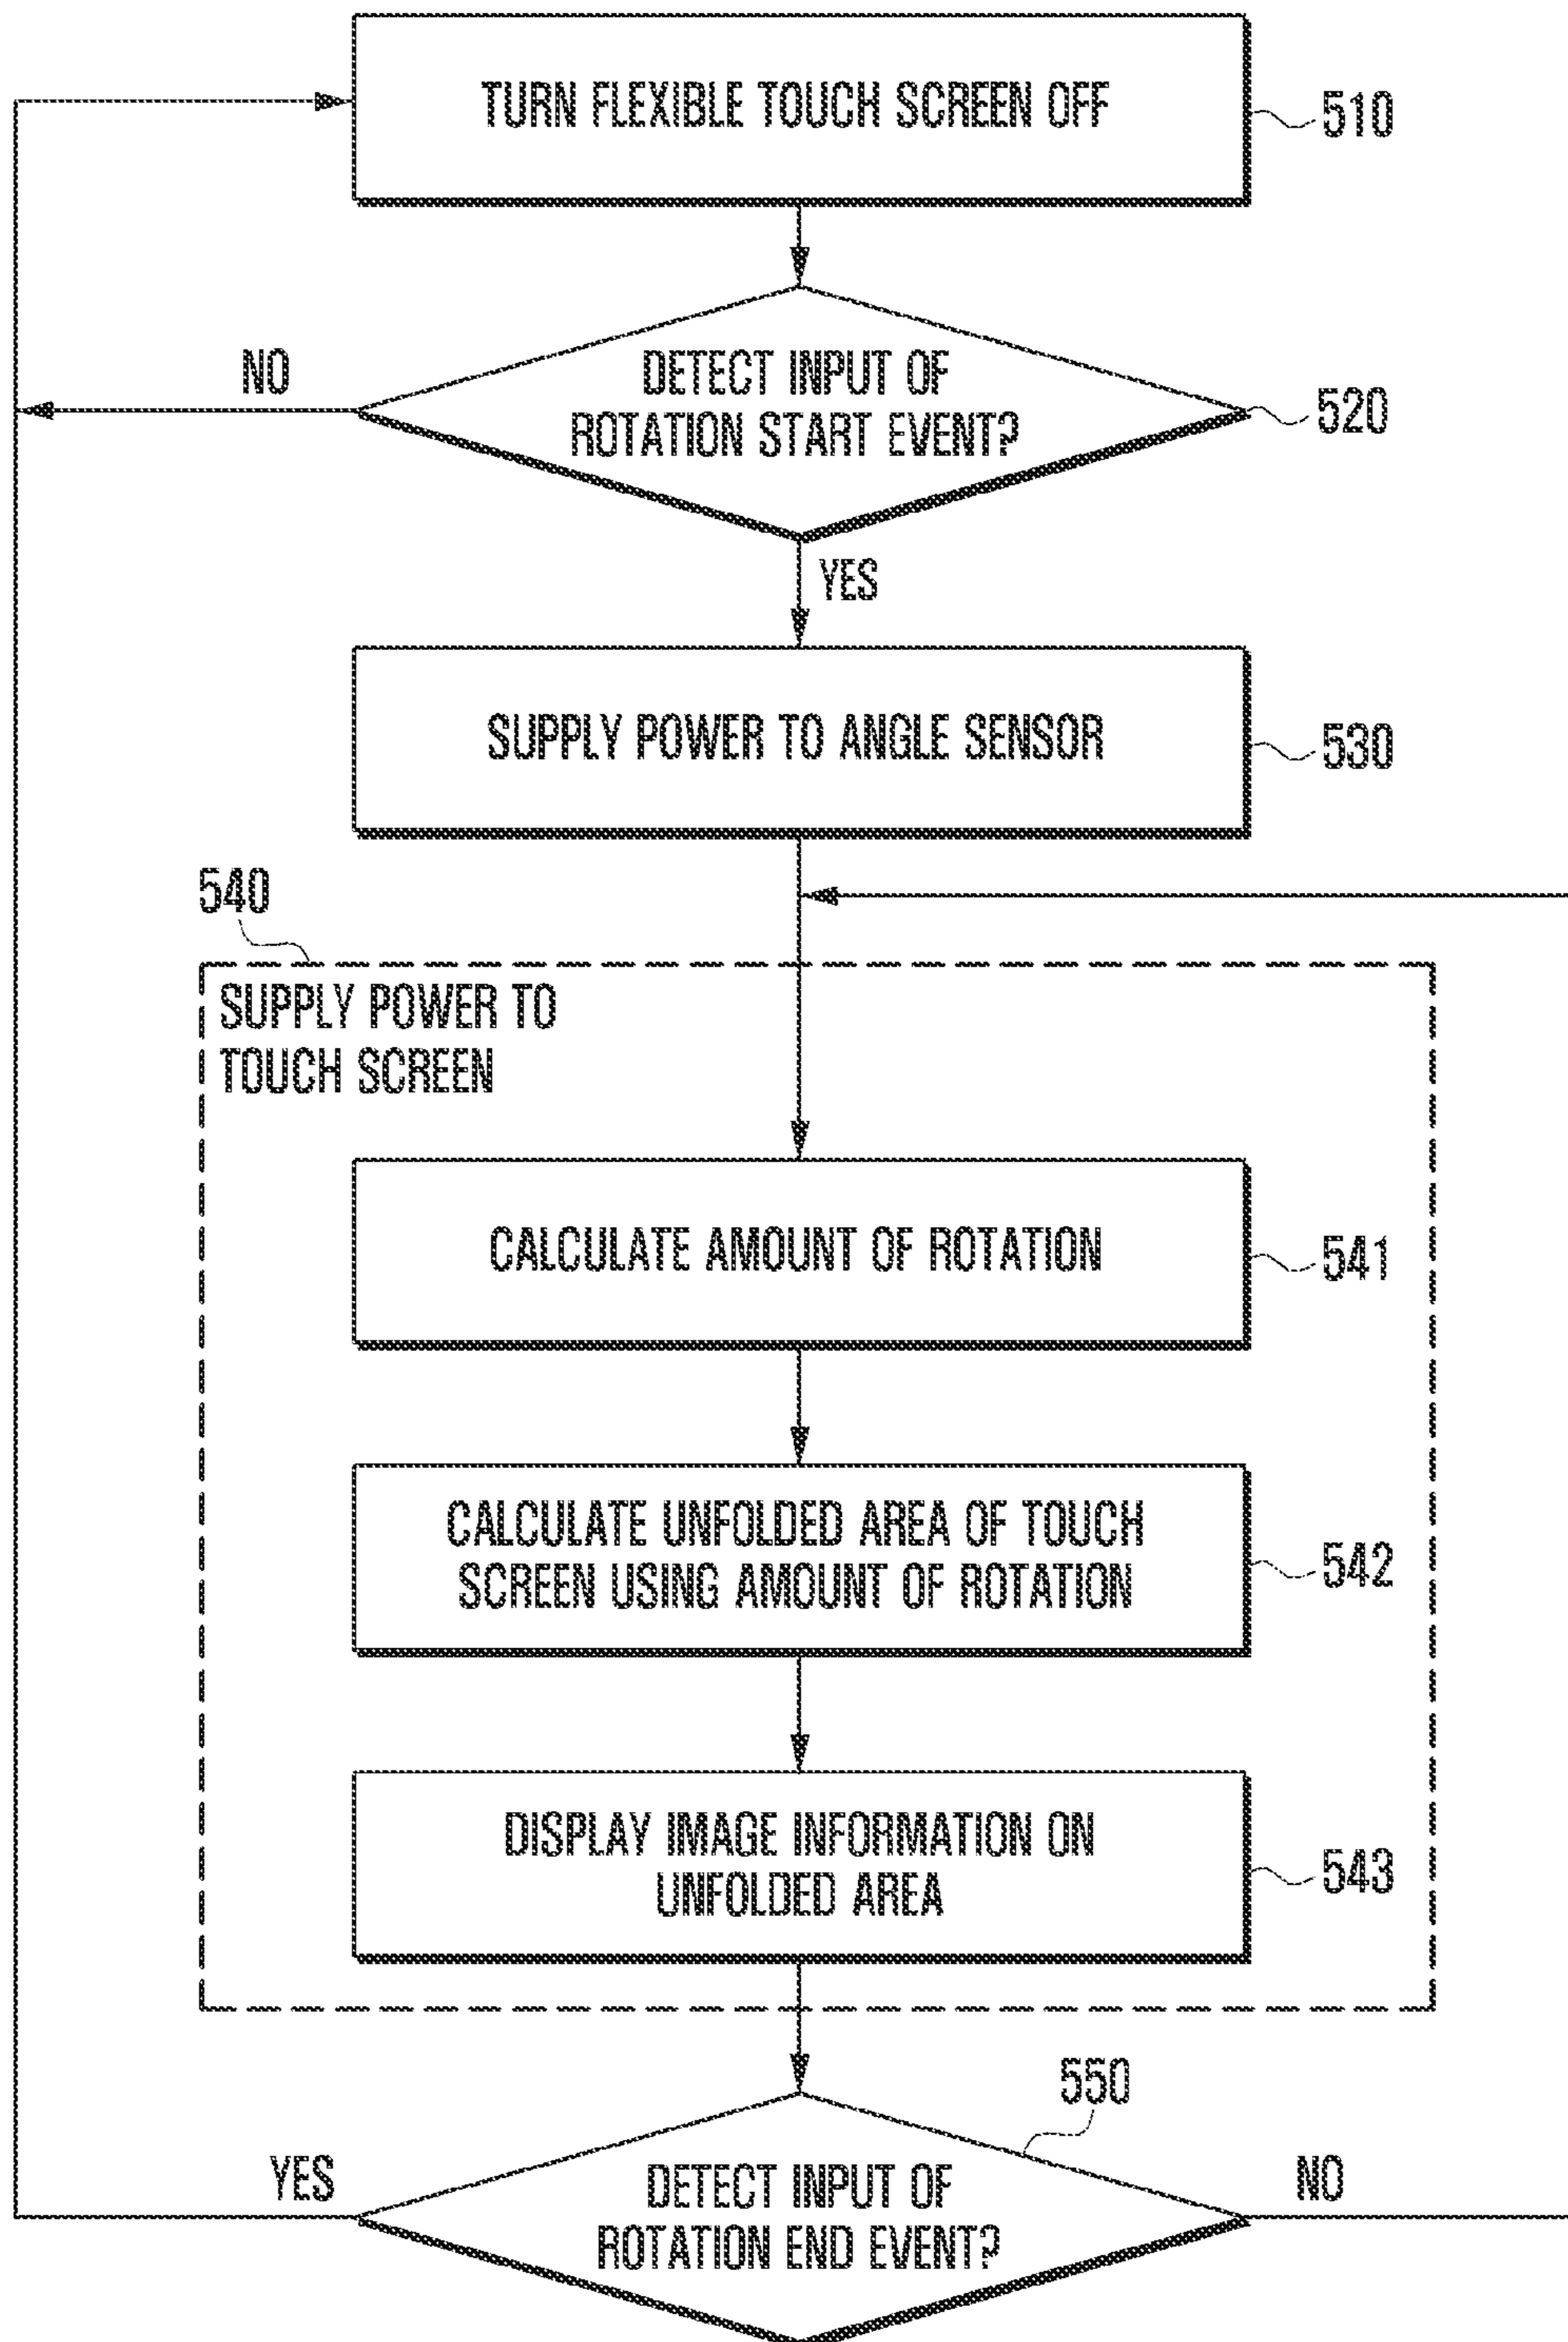 TURN FLEXIBLE TOUCH SCREEN OFF
510
DETECT INPUT OF
ROTATION START EVENT?
520
NO
YES
SUPPLY POWER TO ANGLE SENSOR
530
540
SUPPLY POWER TO
TOUCH SCREEN
CALCULATE AMOUNT OF ROTATION
541
CALCULATE UNFOLDED AREA OF TOUCH
SCREEN USING AMOUNT OF ROTATION
542
DISPLAY IMAGE INFORMATION ON
UNFOLDED AREA
543
550
YES
DETECT INPUT OF
ROTATION END EVENT?
NO